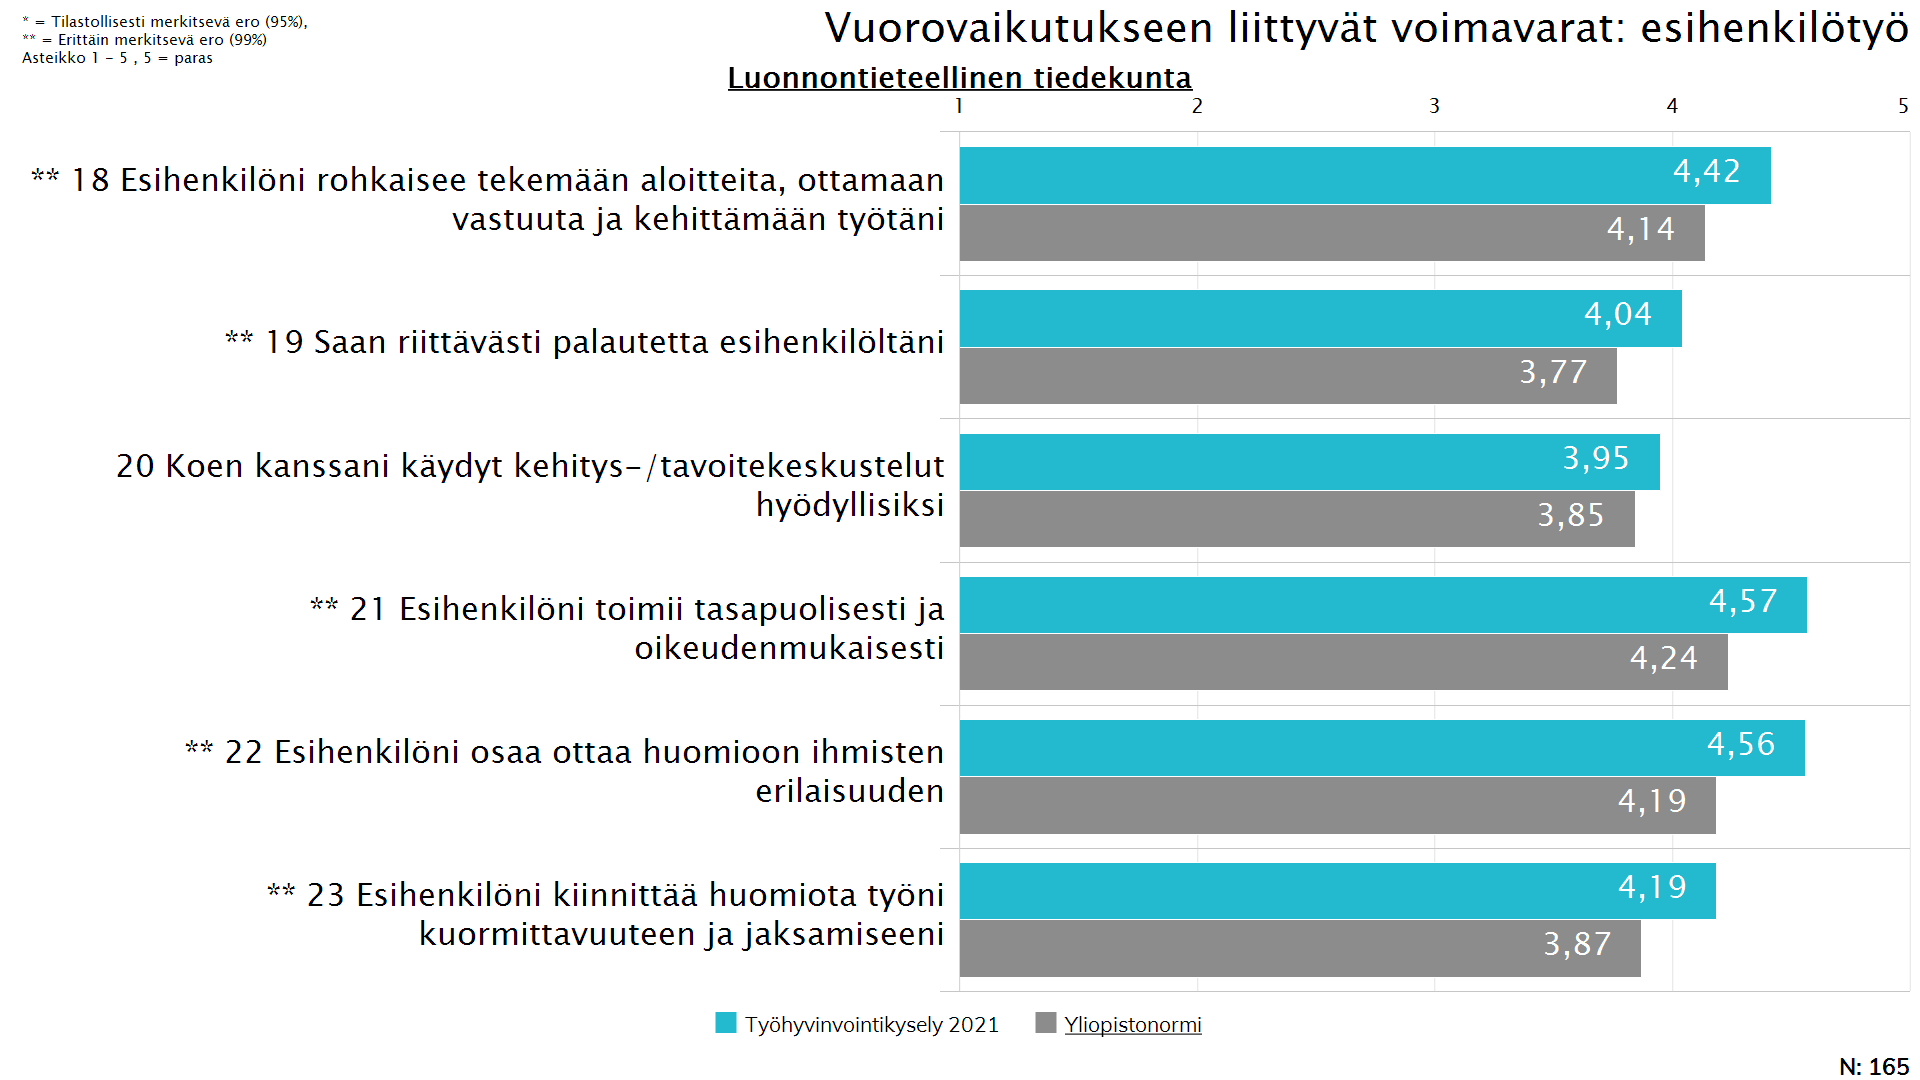 * = Tilastollisesti merkitsevä ero (95%),
** = Erittäin merkitsevä ero (99%)
Asteikko 1 - 5 , 5 = paras
Vuorovaikutukseen liittyvät voimavarat: esihenkilötyö
Luonnontieteellinen tiedekunta
1 2 3 4 5
** 18 Esihenkilöni rohkaisee tekemään aloitteita, ottamaan
vastuuta ja kehittämään työtäni
4,42
4,14
** 19 Saan riittävästi palautetta esihenkilöltäni
4,04
3,77
20 Koen kanssani käydyt kehitys-/tavoitekeskustelut
hyödyllisiksi
3,95
3,85
** 21 Esihenkilöni toimii tasapuolisesti ja
oikeudenmukaisesti
4,57
4,24
** 22 Esihenkilöni osaa ottaa huomioon ihmisten
erilaisuuden
4,56
4,19
** 23 Esihenkilöni kiinnittää huomiota työni
kuormittavuuteen ja jaksamiseeni
4,19
3,87
Työhyvinvointikysely 2021 Yliopistonormi
N: 165